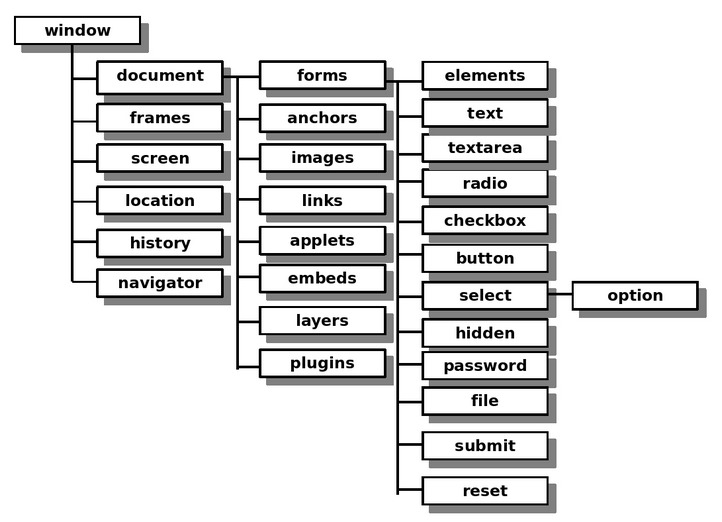 window
document
forms
elements
frames
anchors
text
screen
images
textarea
location
links
radio
history
applets
checkbox
navigator
embeds
button
layers
select
option
plugins
hidden
password
file
submit
reset